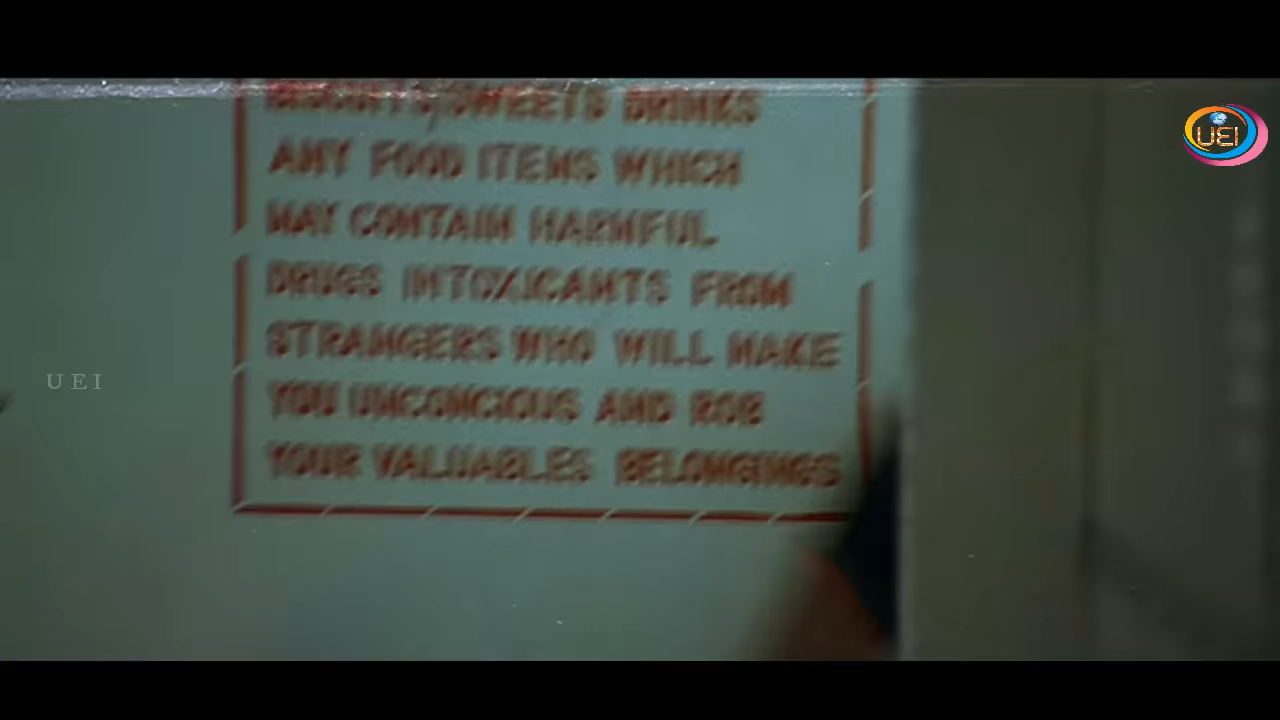 BISCUITS, SWEETS DRINKS
ANY FOOD ITEMS WHICH
MAY CONTAIN HARMFUL
DRUGS INTOXICANTS FROM
STRANGERS WHO WILL MAKE
YOU UNCONCIOUS AND ROB
YOUR VALUABLES BELONGINGS
UEI
UEI